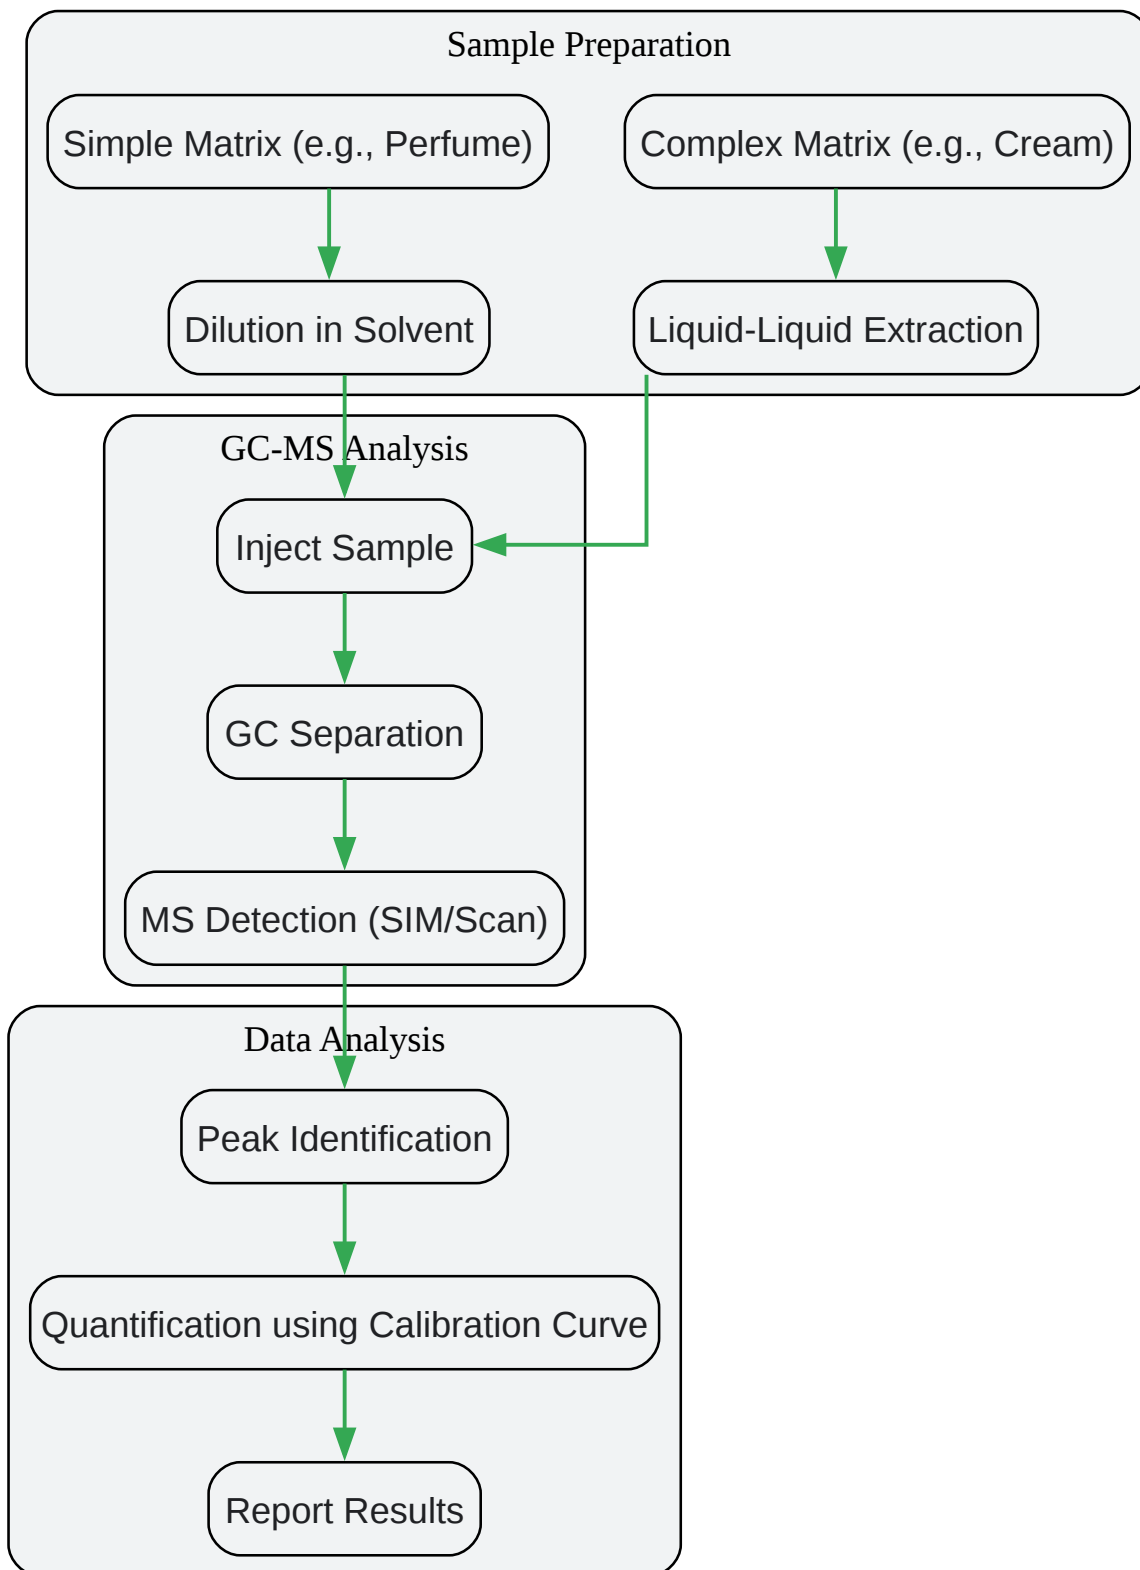 Sample Preparation
Simple Matrix (e.g., Perfume)
Complex Matrix (e.g., Cream)
Dilution in Solvent
Liquid-Liquid Extraction
GC-MS Analysis
Inject Sample
GC Separation
MS Detection (SIM/Scan)
Data Analysis
Peak Identification
Quantification using Calibration Curve
Report Results